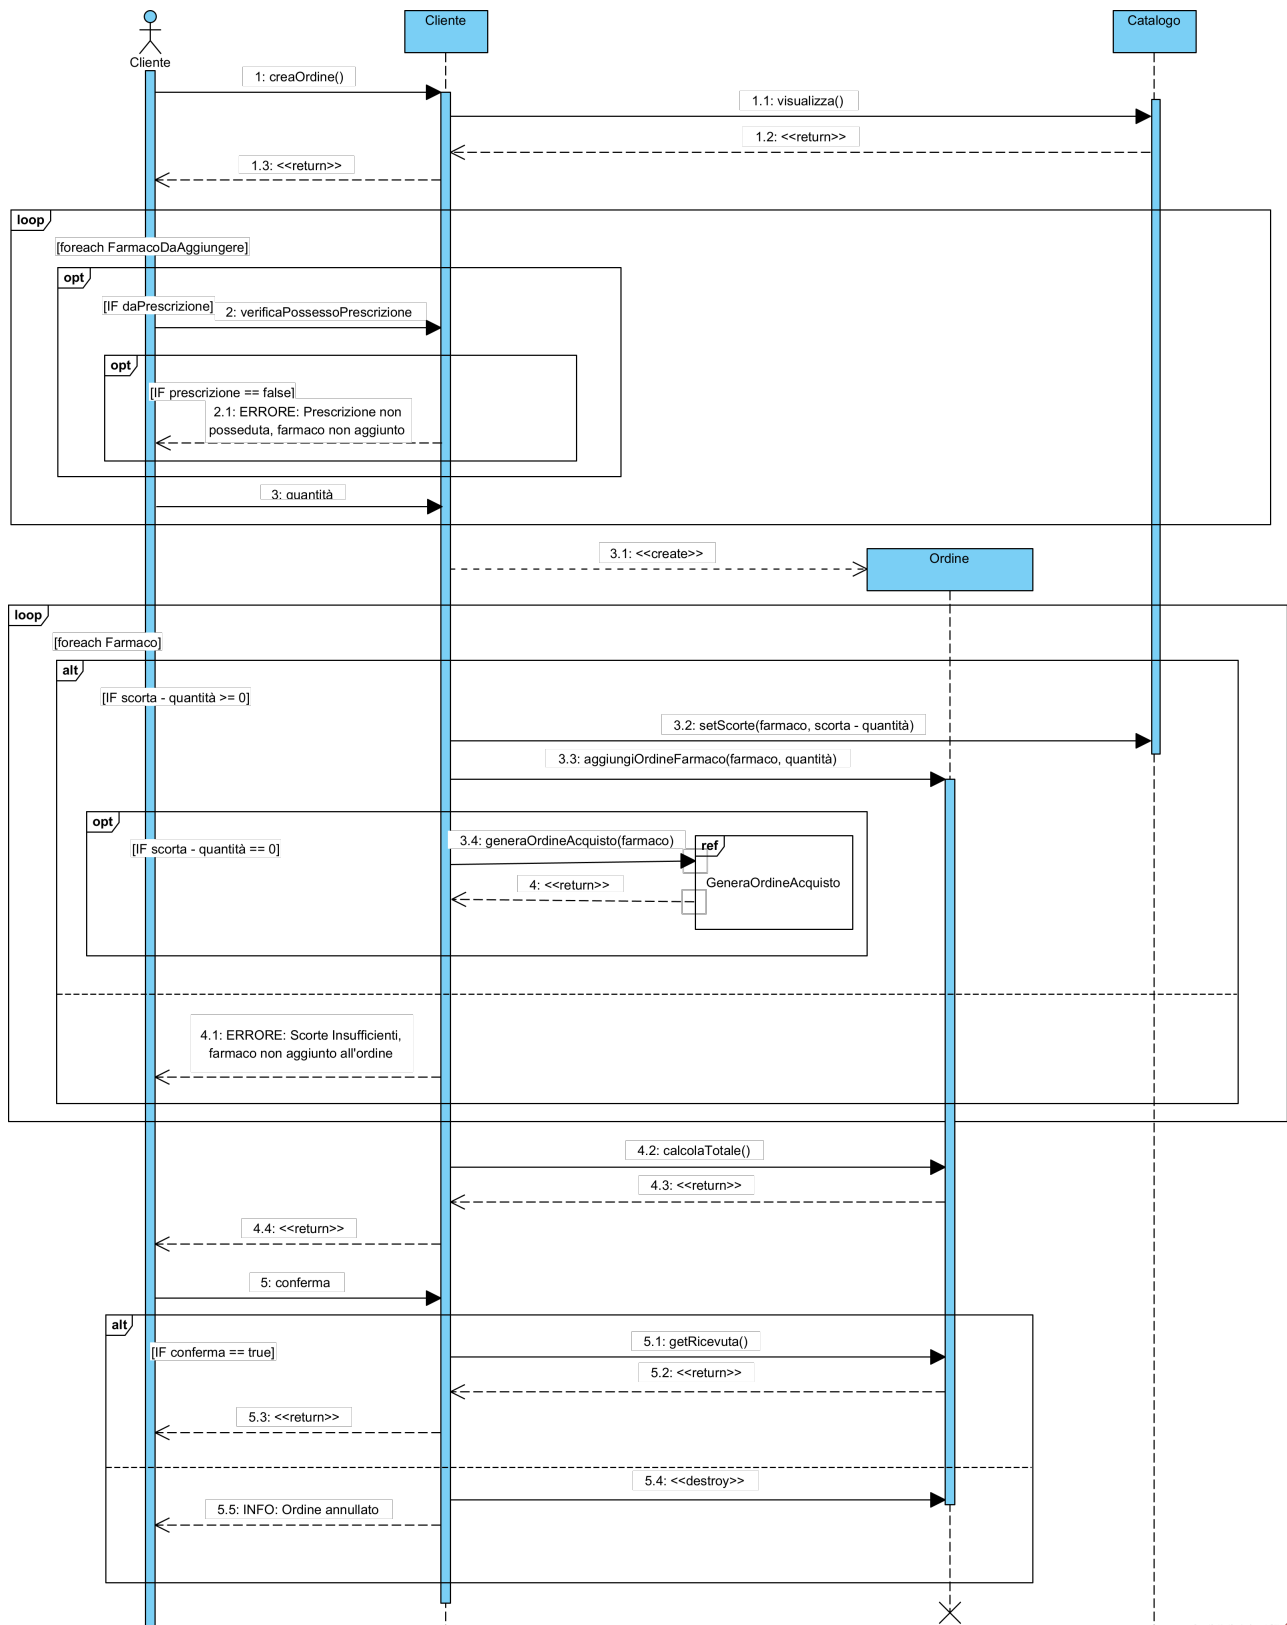 Cliente
Catalogo
Cliente
1: creaOrdine()
1.1: visualizza()
1.2: <<return>>
1.3: <<return>>
loop
[foreach FarmacoDaAggiungere]
opt
[IF daPrescrizione]
2: verificaPossessoPrescrizione
opt
[IF prescrizione == false]
2.1: ERRORE: Prescrizione non
posseduta, farmaco non aggiunto
3: quantità
3.1: <<create>>
Ordine
loop
[foreach Farmaco]
alt
[IF scorta - quantità >= 0]
3.2: setScorte(farmaco, scorta - quantità)
3.3: aggiungiOrdineFarmaco(farmaco, quantità)
opt
[IF scorta - quantità == 0]
3.4: generaOrdineAcquisto(farmaco)
ref
GeneraOrdineAcquisto
4: <<return>>
4.1: ERRORE: Scorte Insufficienti,
farmaco non aggiunto all'ordine
4.2: calcolaTotale()
4.3: <<return>>
4.4: <<return>>
5: conferma
alt
[IF conferma == true]
5.1: getRicevuta()
5.2: <<return>>
5.3: <<return>>
5.4: <<destroy>>
5.5: INFO: Ordine annullato